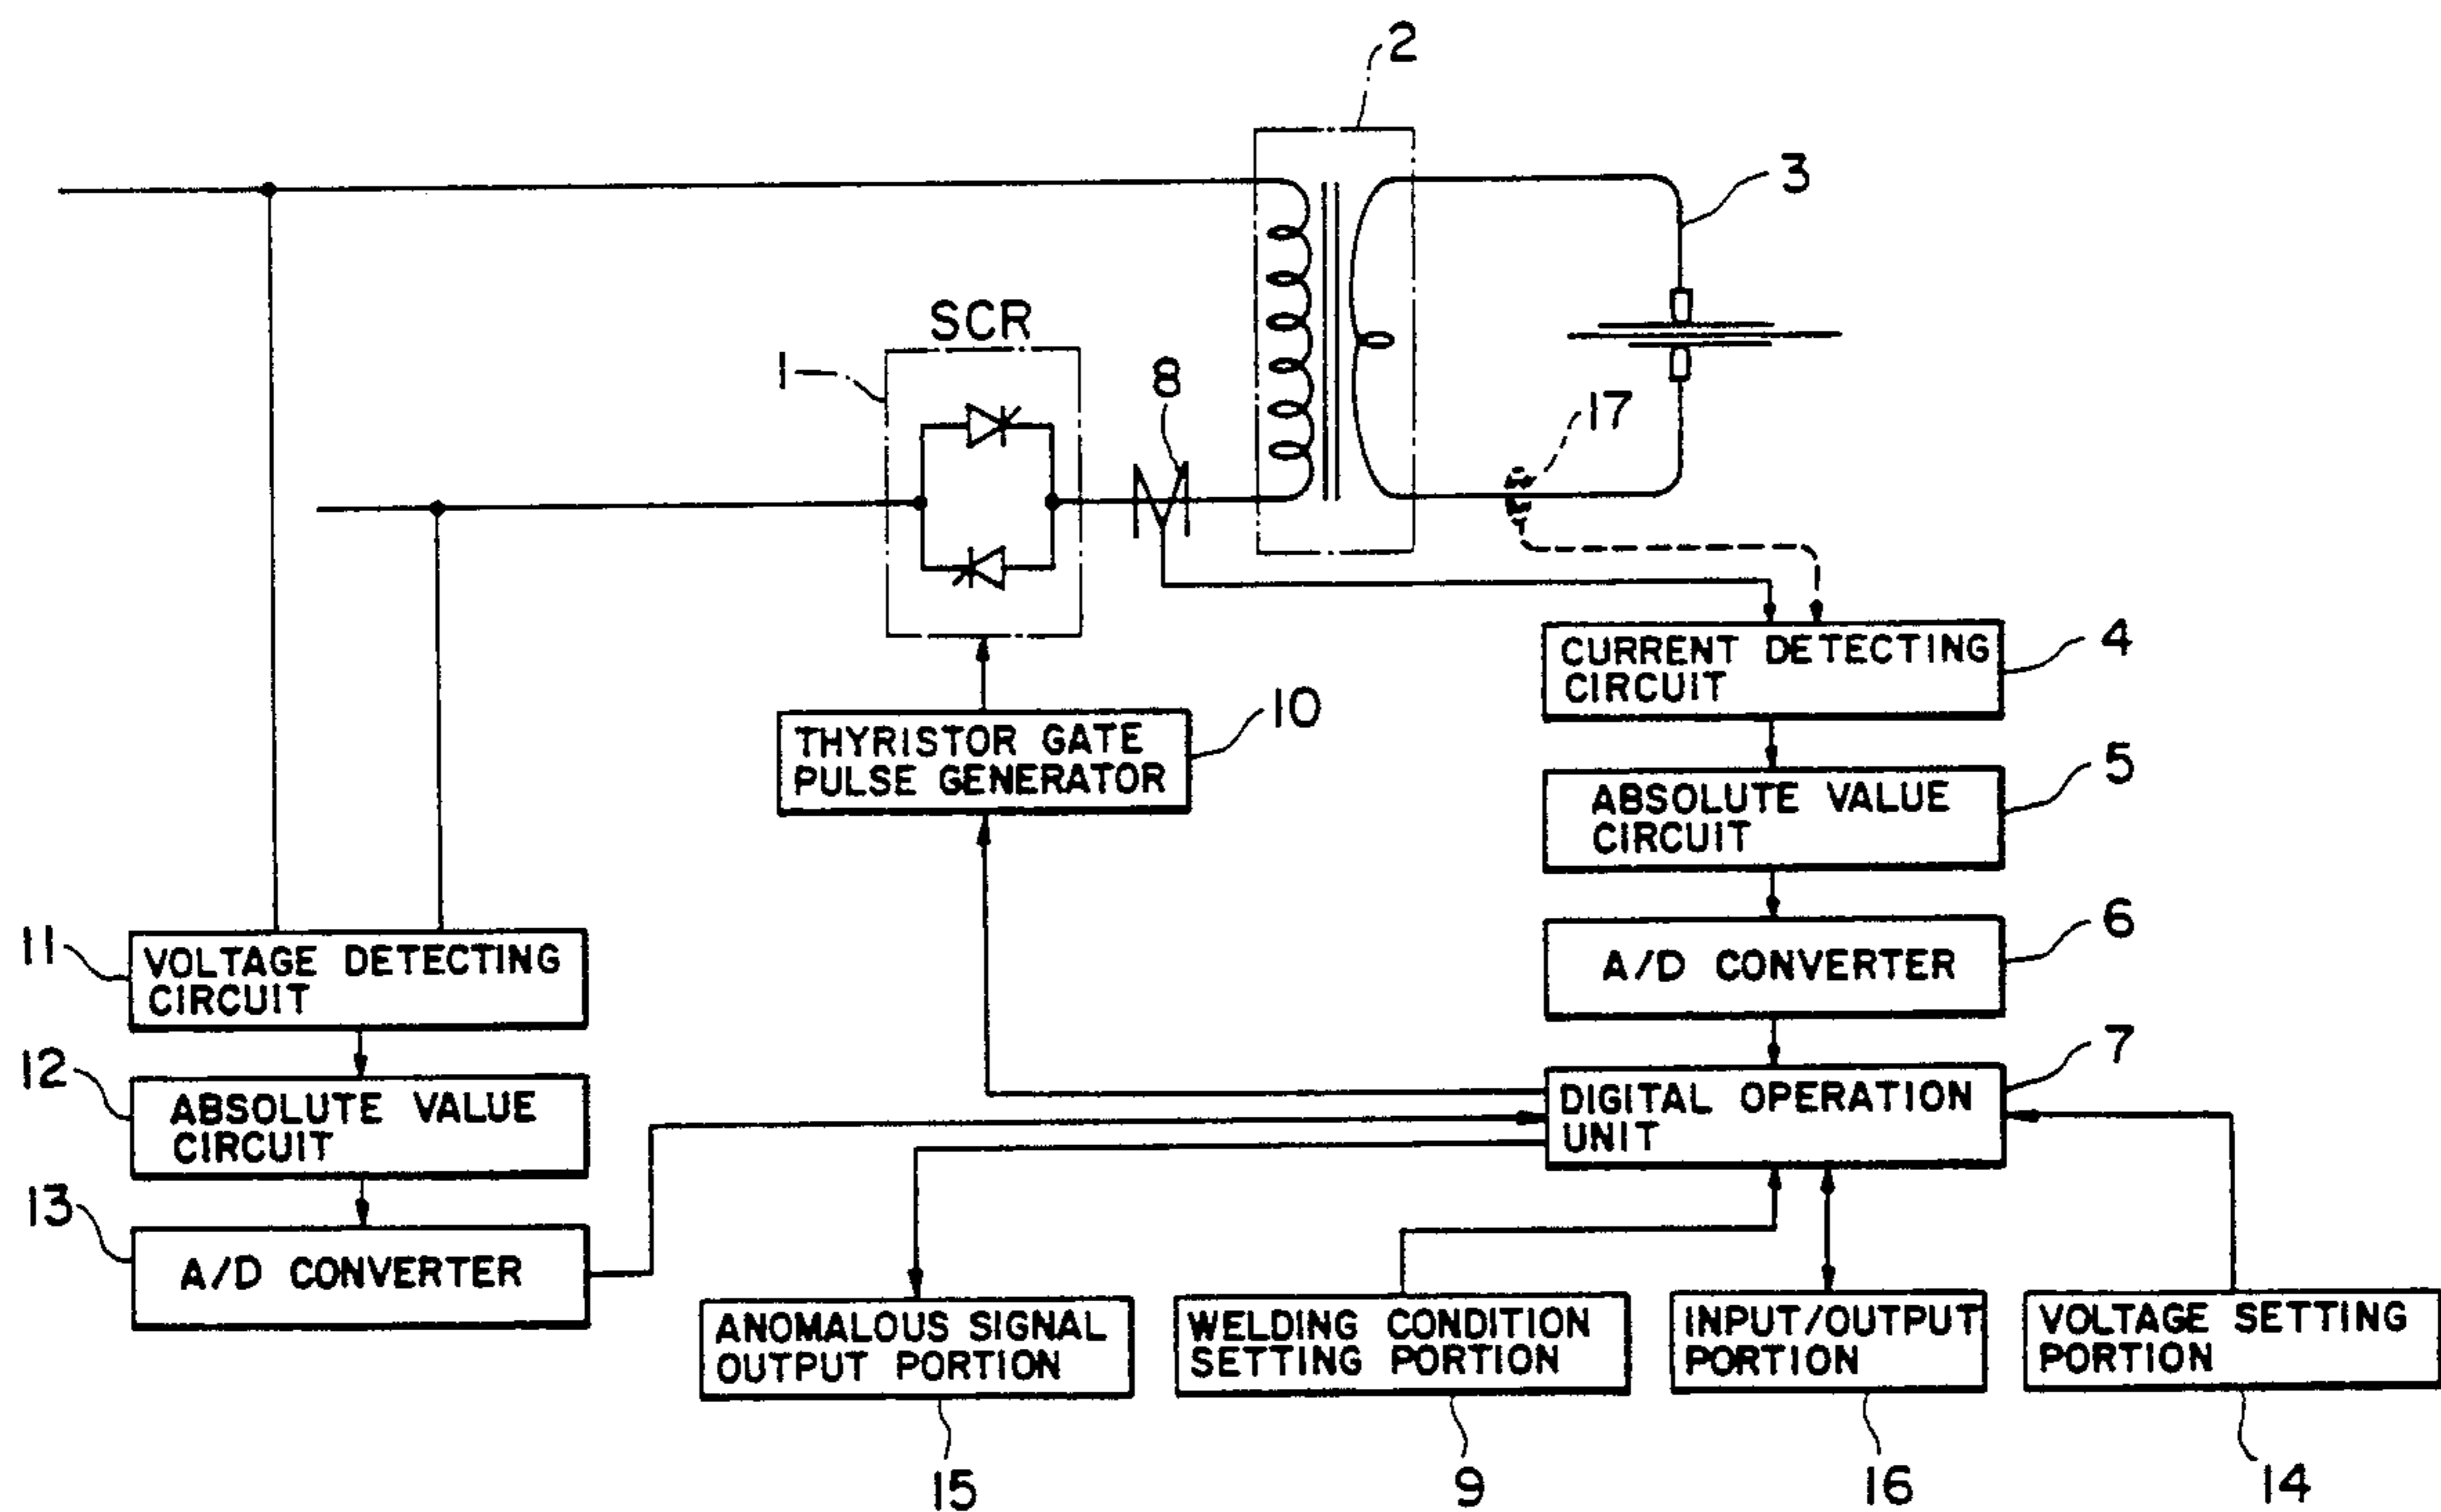 2
3
SCR
1
8
17
CURRENT DETECTING
CIRCUIT
4
THYRISTOR GATE
PULSE GENERATOR
10
ABSOLUTE VALUE
CIRCUIT
5
11
VOLTAGE DETECTING
CIRCUIT
A/D CONVERTER
6
12
ABSOLUTE VALUE
CIRCUIT
DIGITAL OPERATION
UNIT
7
13
A/D CONVERTER
ANOMALOUS SIGNAL
OUTPUT PORTION
WELDING CONDITION
SETTING PORTION
INPUT/OUTPUT
PORTION
VOLTAGE SETTING
PORTION
15
9
16
14